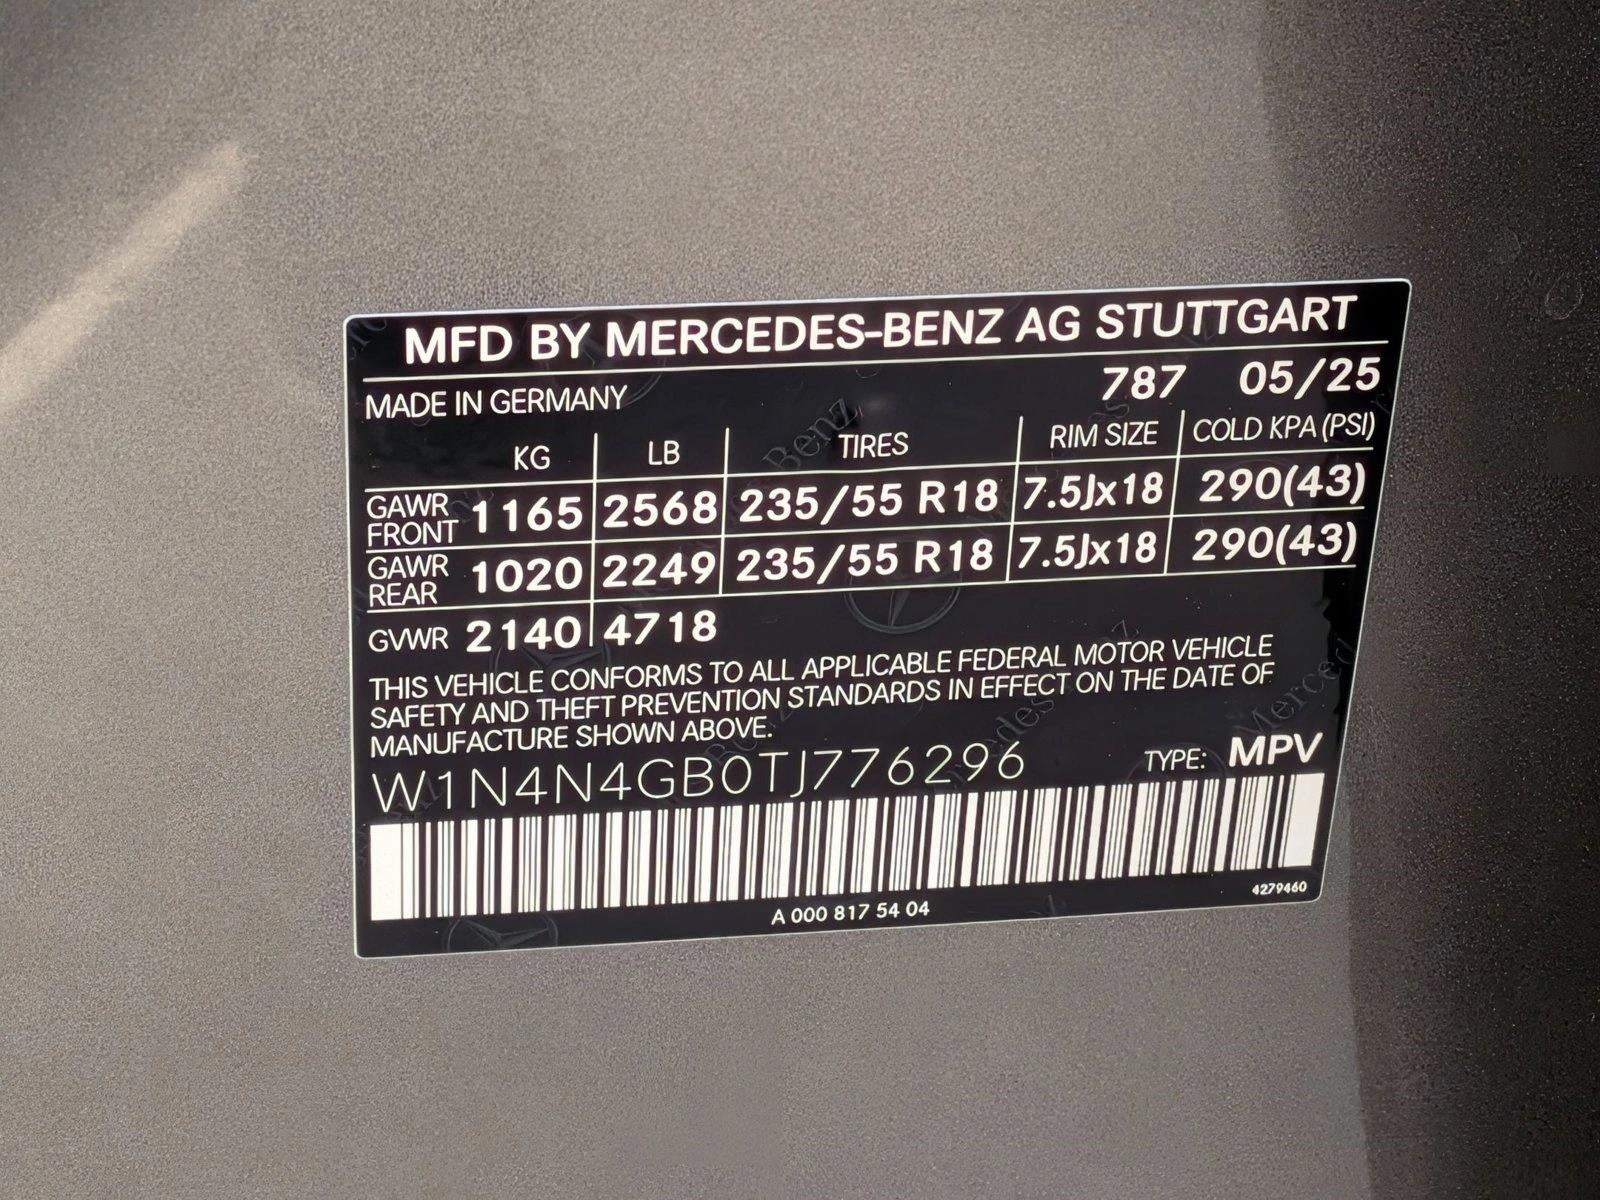 MFD BY MERCEDES-BENZ AG STUTTGART
MADE IN GERMANY 787 05/25
KG LB TIRES RIM SIZE COLD KPA (PSI)
GAWR FRONT 1165 2568 235/55 R18 7.5Jx18 290(43)
GAWR REAR 1020 2249 235/55 R18 7.5Jx18 290(43)
GVWR 2140 4718
THIS VEHICLE CONFORMS TO ALL APPLICABLE FEDERAL MOTOR VEHICLE
SAFETY AND THEFT PREVENTION STANDARDS IN EFFECT ON THE DATE OF
MANUFACTURE SHOWN ABOVE.
W1N4N4GB0TJ776296 TYPE: MPV
4279460
A 000 817 54 04